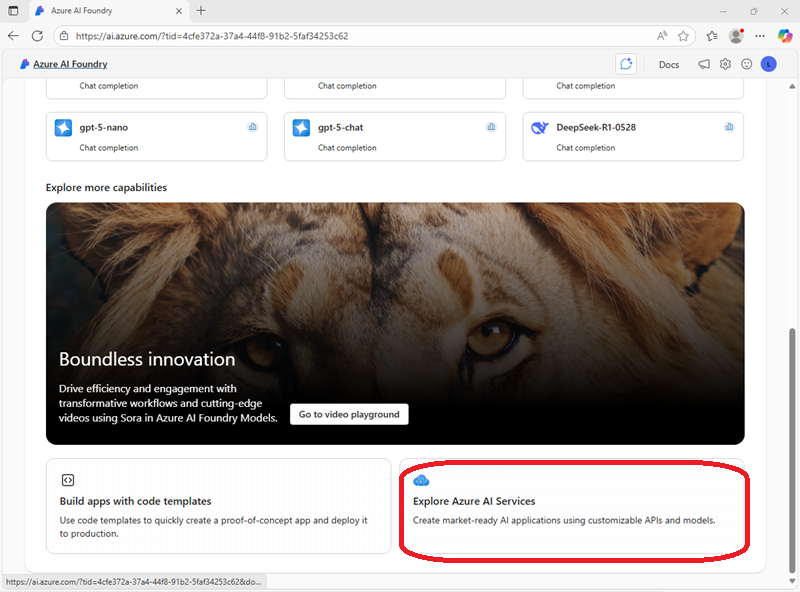 Azure AI Foundry
https://ai.azure.com/?tid=4cfe372a-37a4-44f8-91b2-5faf34253c62
Azure AI Foundry
Docs
L
Chat completion
Chat completion
Chat completion
gpt-5-nano
Chat completion
gpt-5-chat
Chat completion
DeepSeek-R1-0528
Chat completion
Explore more capabilities
Boundless innovation
Drive efficiency and engagement with
transformative workflows and cutting-edge
videos using Sora in Azure AI Foundry Models.
Go to video playground
Build apps with code templates
Use code templates to quickly create a proof-of-concept app and deploy it
to production.
Explore Azure AI Services
Create market-ready AI applications using customizable APIs and models.
https://ai.azure.com/?tid=4cfe372a-37a4-44f8-91b2-5faf34253c62&do...